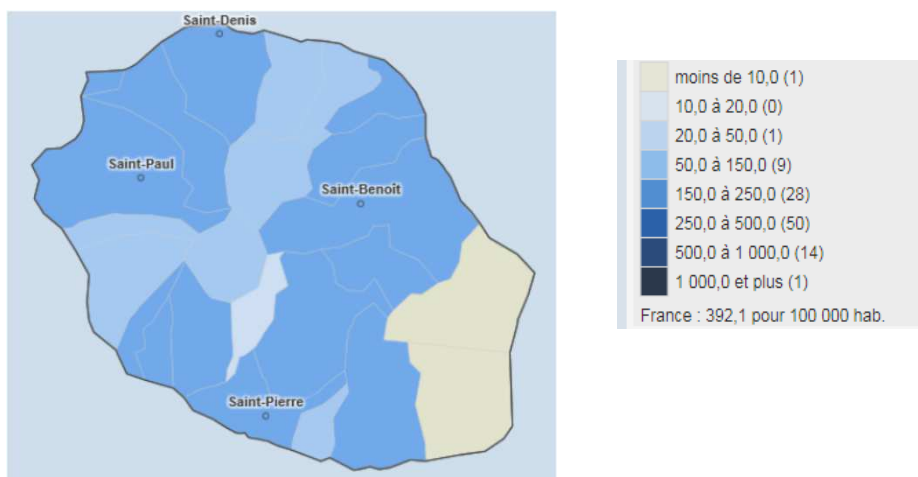 Saint-Denis
Saint-Paul
Saint-Benoît
Saint-Pierre
moins de 10,0 (1)
10,0 à 20,0 (0)
20,0 à 50,0 (1)
50,0 à 150,0 (9)
150,0 à 250,0 (28)
250,0 à 500,0 (50)
500,0 à 1 000,0 (14)
1 000,0 et plus (1)
France : 392,1 pour 100 000 hab.